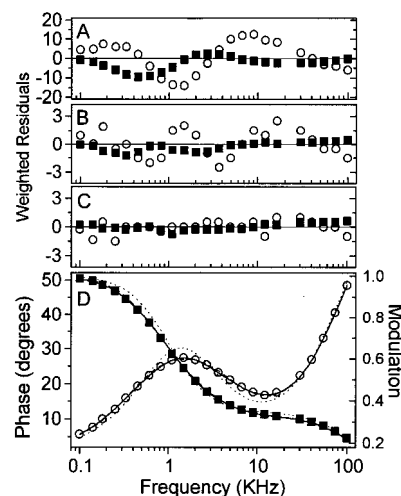 A
20
10
0
-10
20
B
3
0
-3
C
3
0
-3
Weighted Residuals
D
50
40
30
20
10
Phase (degrees)
1.0
0.8
0.6
0.4
0.2
Modulation
0.1 1 10 100
Frequency (KHz)